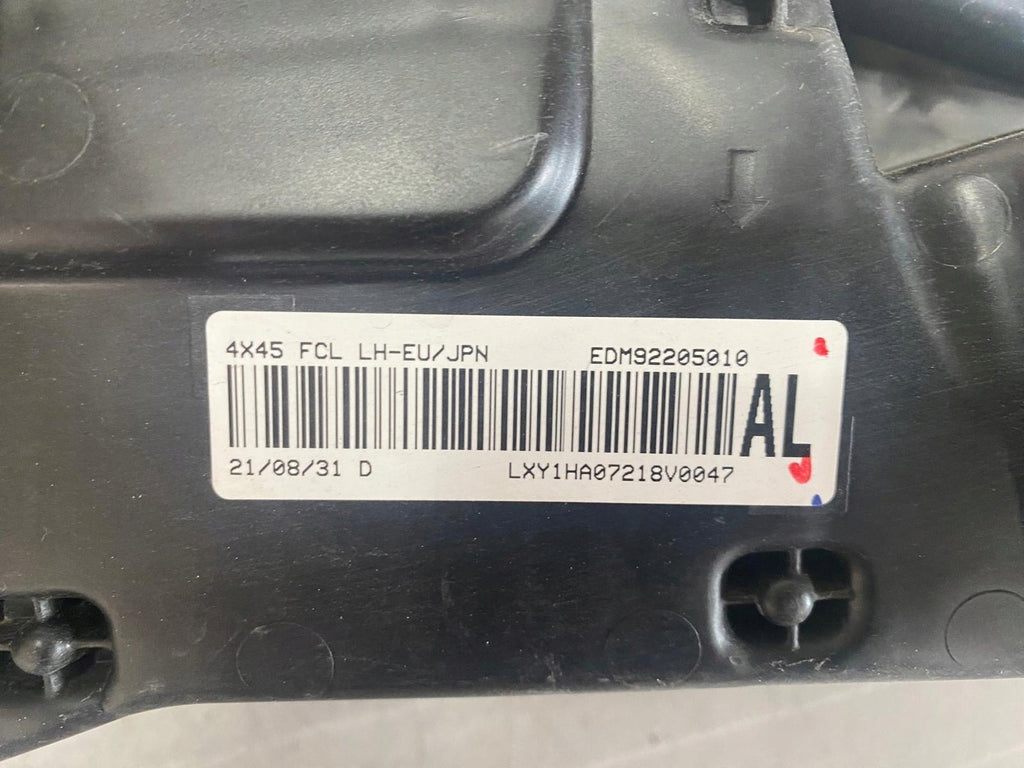 4X45 FCL LH-EU/JPN EDM92205010
AL
21/08/31 D LXY1HA07218V0047